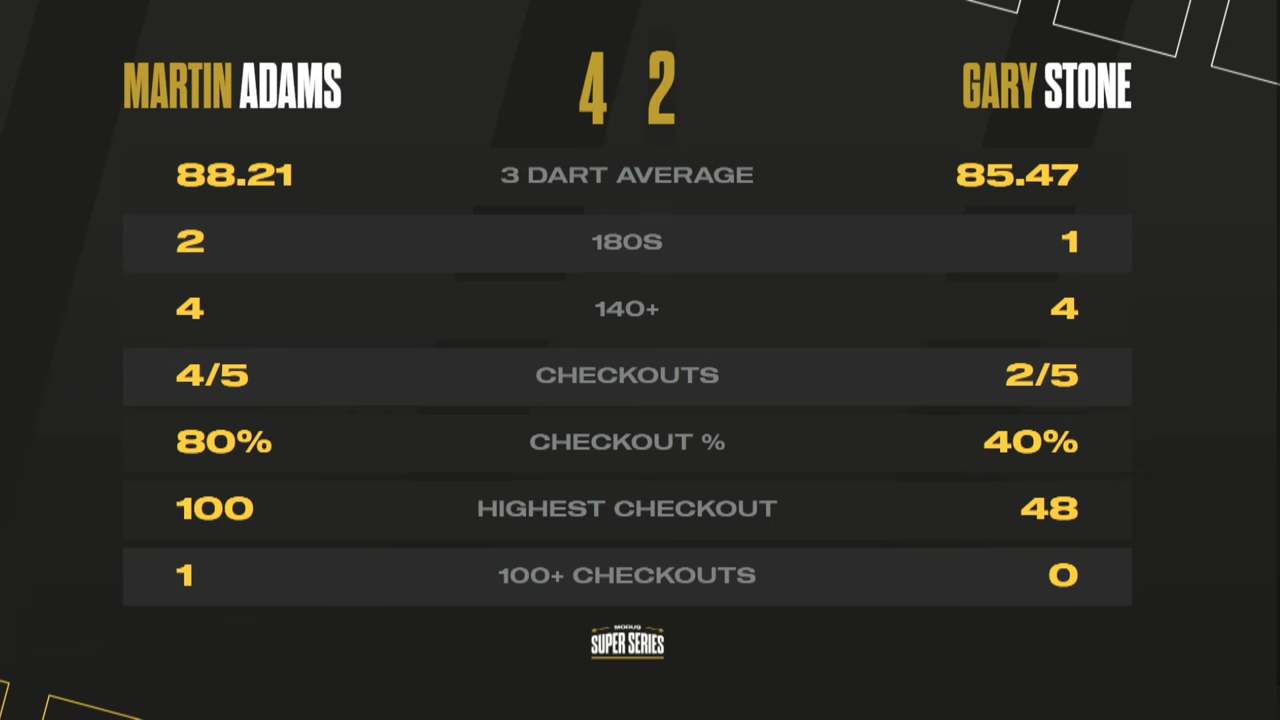 MARTIN ADAMS 4 2 GARY STONE
88.21 3 DART AVERAGE 85.47
2 180S 1
4 140+ 4
4/5 CHECKOUTS 2/5
80% CHECKOUT % 40%
100 HIGHEST CHECKOUT 48
1 100+ CHECKOUTS 0
MODUS
SUPER SERIES